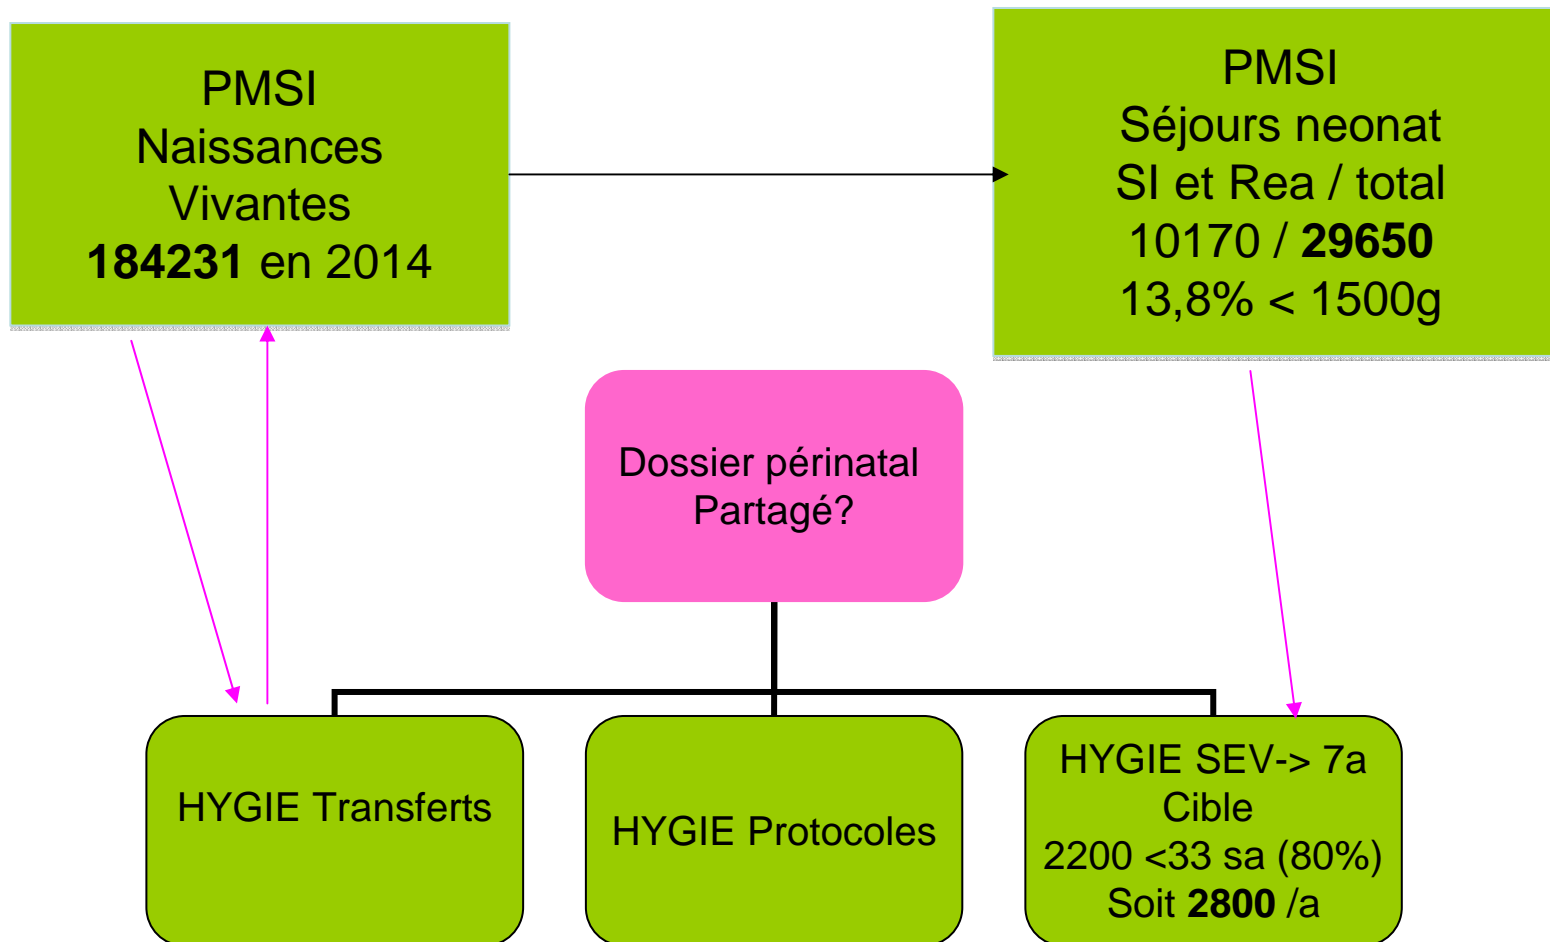 PMSI
Naissances
Vivantes
184231 en 2014
PMSI
Séjours neonat
SI et Rea / total
10170 / 29650
13,8% < 1500g
Dossier périnatal
Partagé?
HYGIE Transferts
HYGIE Protocoles
HYGIE SEV-> 7a
Cible
2200 <33 sa (80%)
Soit 2800 /a